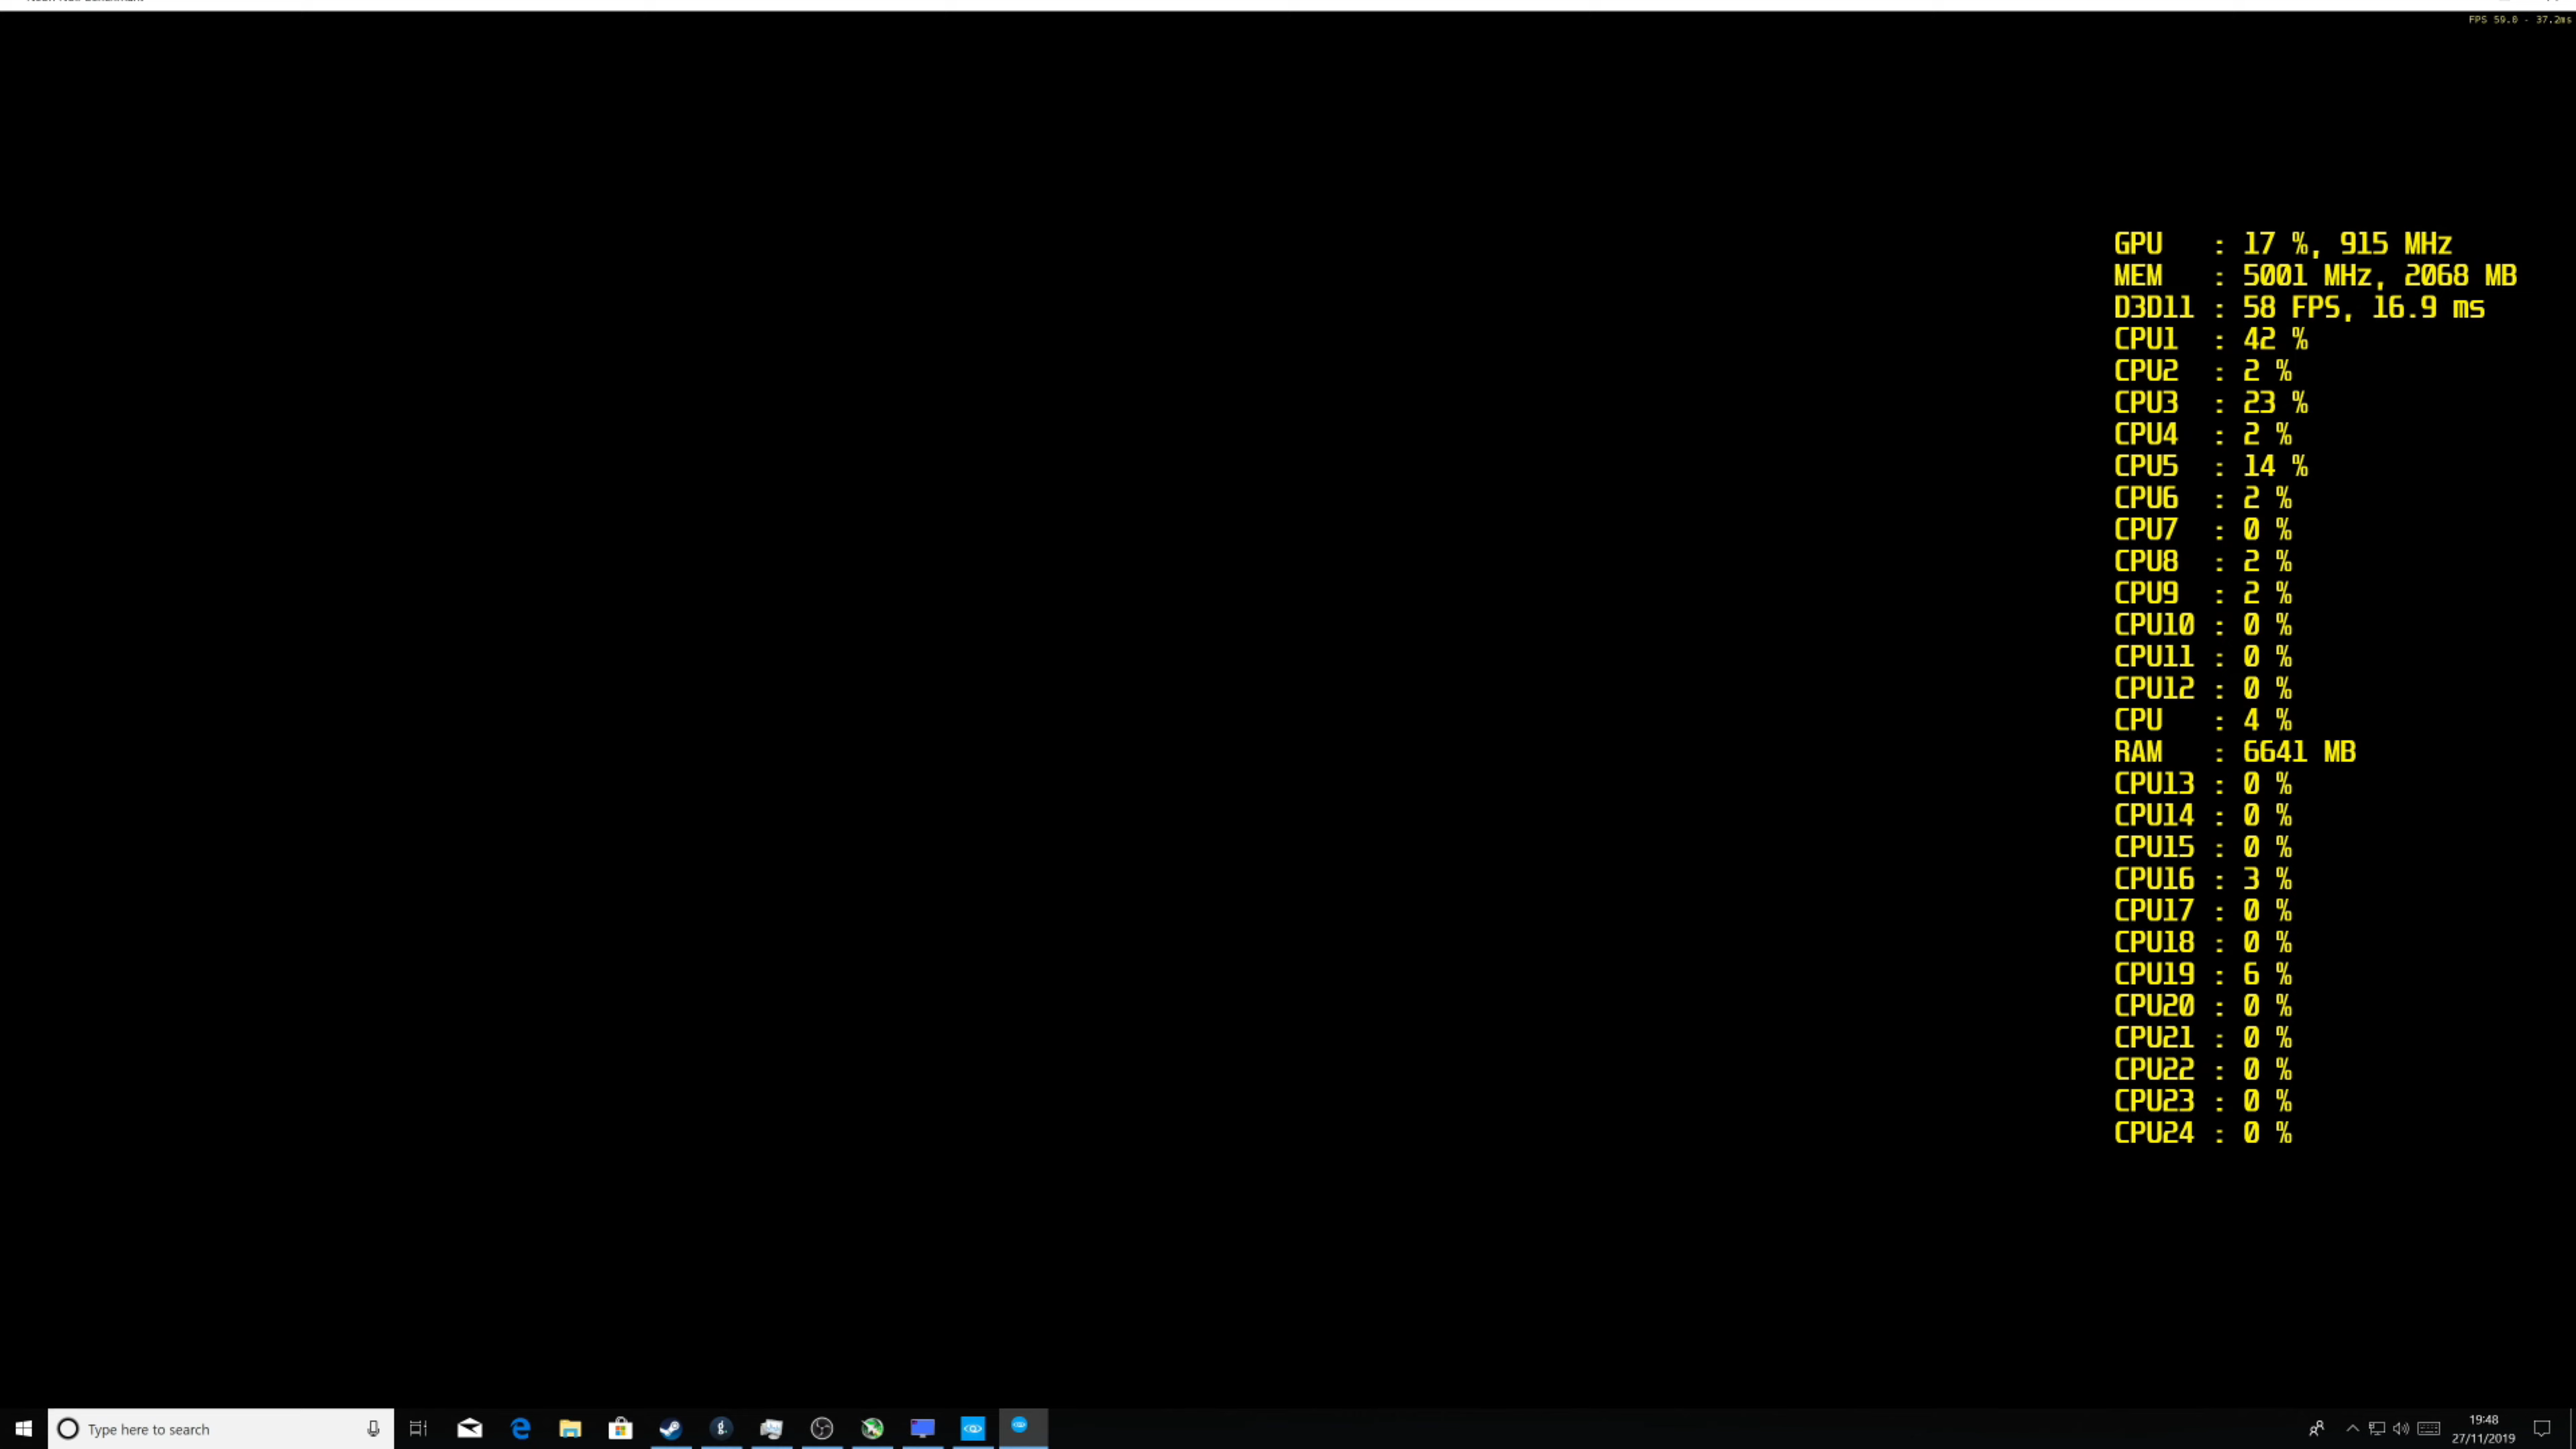 FPS 59.0 - 37.2ms
GPU : 17 %, 915 MHz
MEM : 5001 MHz, 2068 MB
D3D11 : 58 FPS, 16.9 ms
CPU1 : 42 %
CPU2 : 2 %
CPU3 : 23 %
CPU4 : 2 %
CPU5 : 14 %
CPU6 : 2 %
CPU7 : 0 %
CPU8 : 2 %
CPU9 : 2 %
CPU10 : 0 %
CPU11 : 0 %
CPU12 : 0 %
CPU : 4 %
RAM : 6641 MB
CPU13 : 0 %
CPU14 : 0 %
CPU15 : 0 %
CPU16 : 3 %
CPU17 : 0 %
CPU18 : 0 %
CPU19 : 6 %
CPU20 : 0 %
CPU21 : 0 %
CPU22 : 0 %
CPU23 : 0 %
CPU24 : 0 %
Type here to search
g.
19:48
27/11/2019